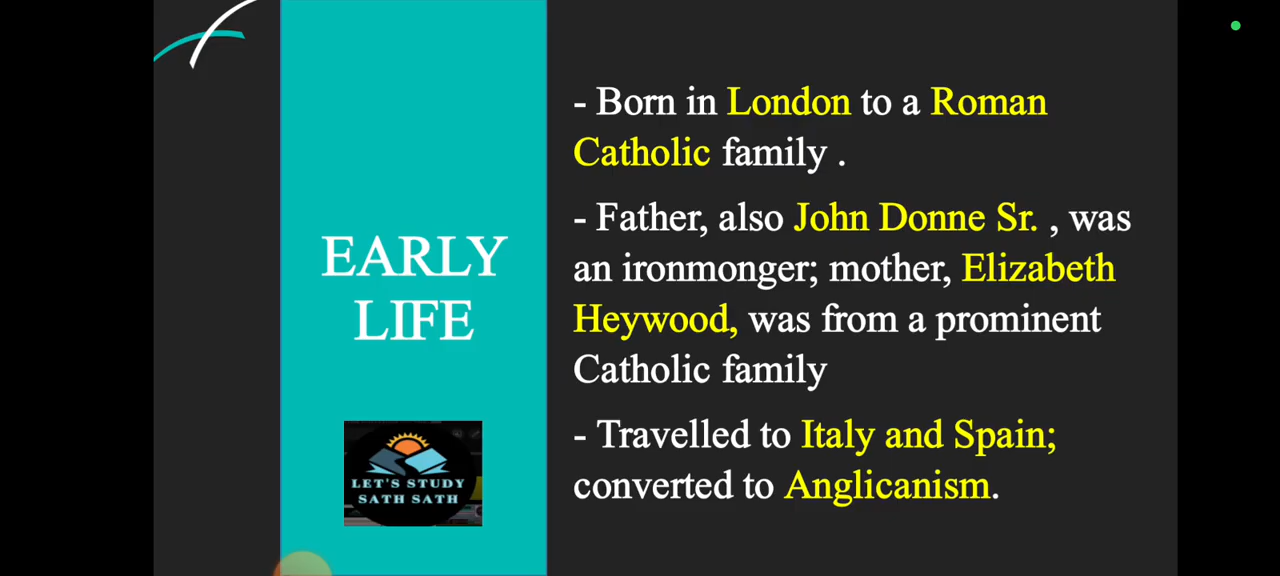 EARLY
LIFE
LET'S STUDY
SATH SATH
- Born in London to a Roman
Catholic family .
- Father, also John Donne Sr. , was
an ironmonger; mother, Elizabeth
Heywood, was from a prominent
Catholic family
- Travelled to Italy and Spain;
converted to Anglicanism.